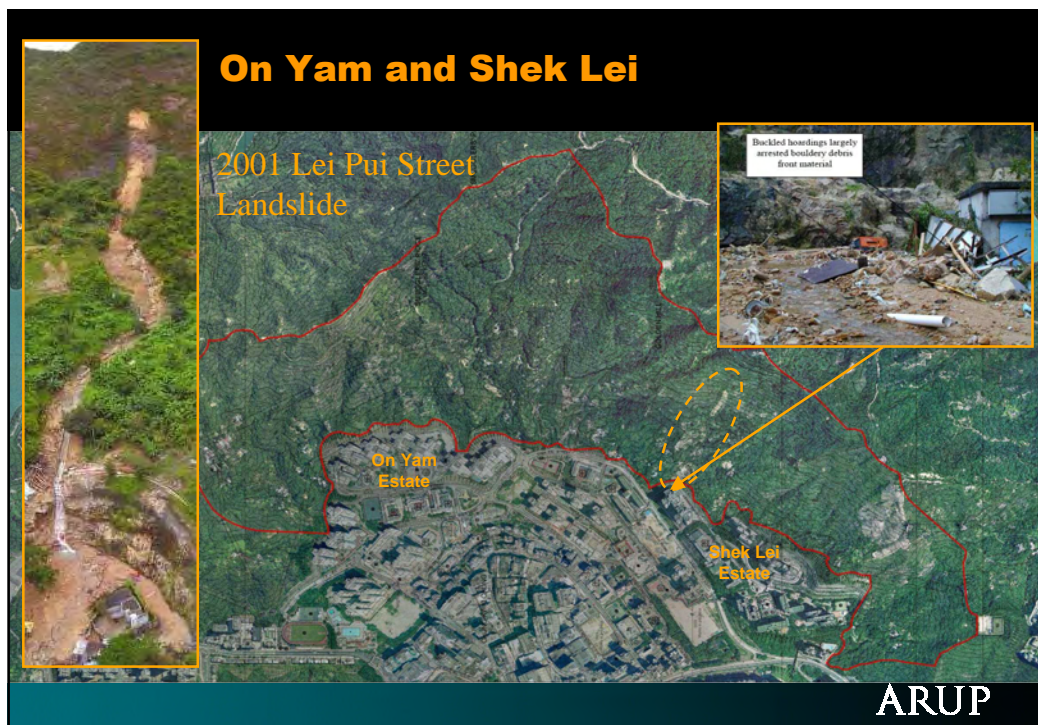 On Yam and Shek Lei
2001 Lei Pui Street
Landslide
Buckled hoardings largely
arrested bouldery debris
front material
On Yam
Estate
Shek Lei
Estate
ARUP